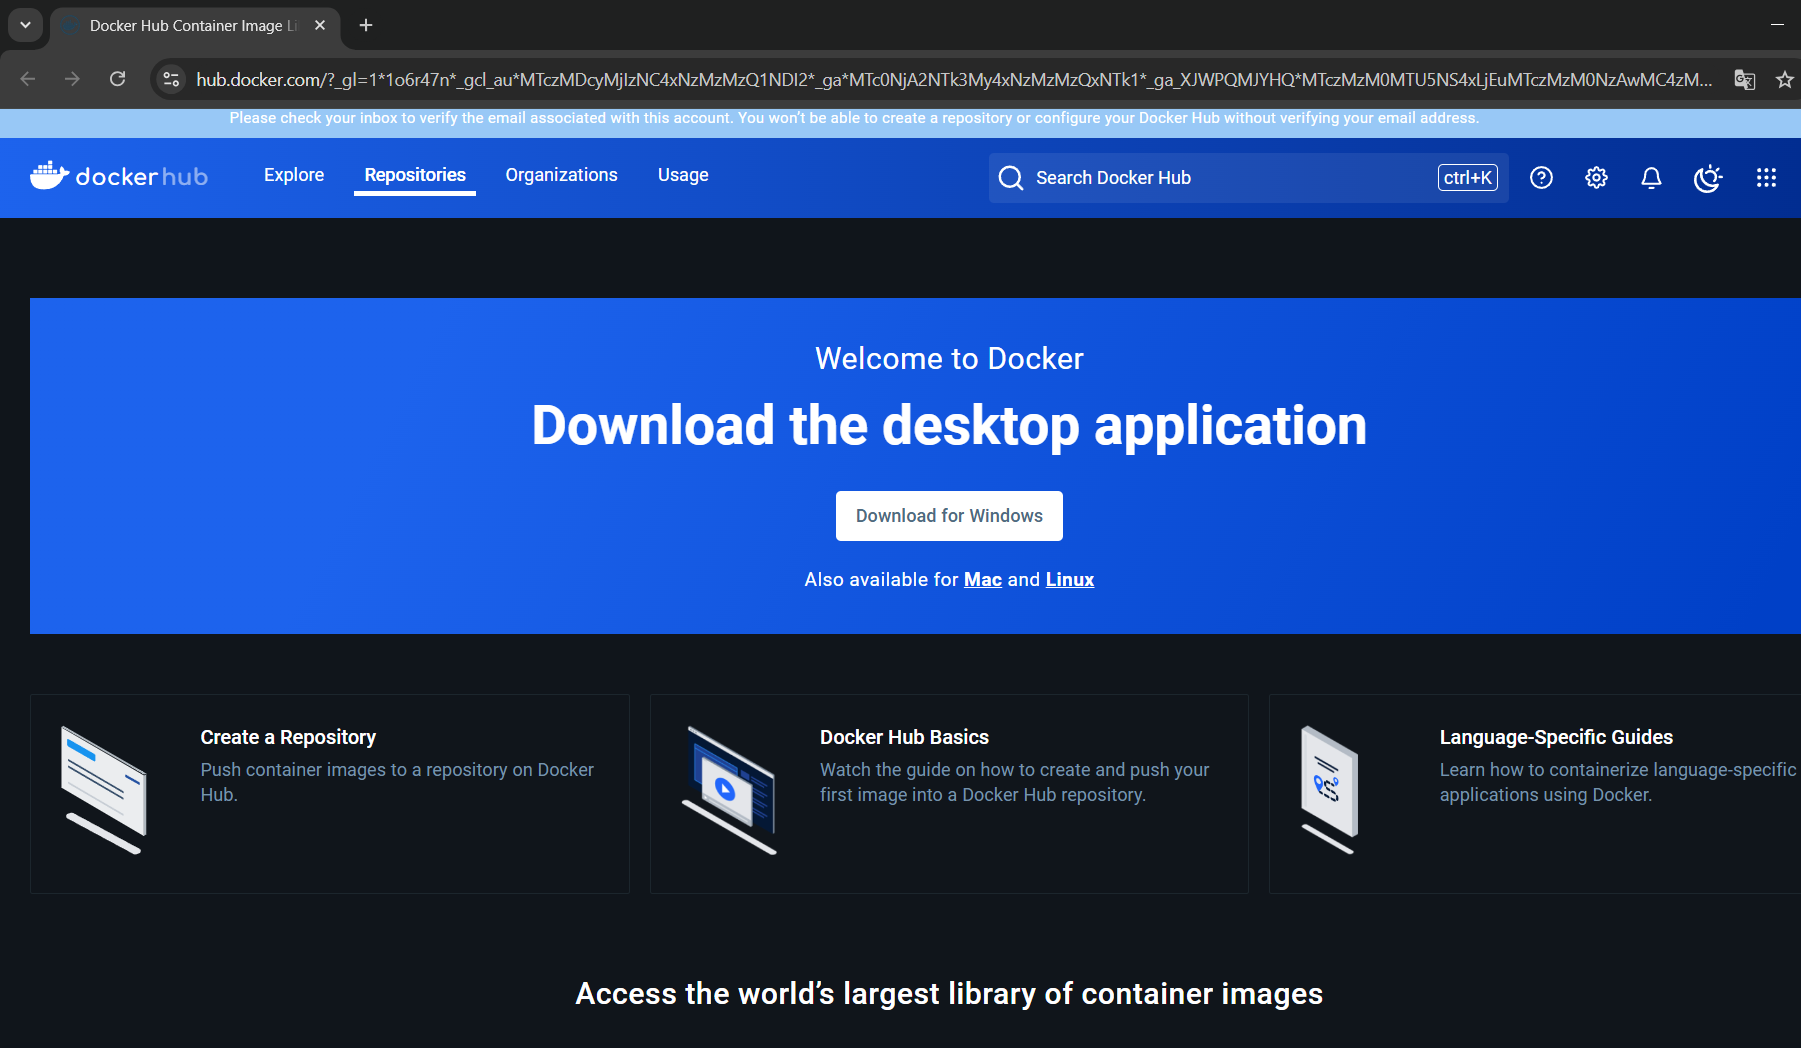 Docker Hub Container Image Li
hub.docker.com/?_gl=1*1o6r47n*_gcl_au*MTczMDcyMjIzNC4xNzMzMzQ1NDI2*_ga*MTc0NjA2NTk3My4xNzMzMzQxNTk1*_ga_XJWPQMJYHQ*MTczMzM0MTU5NS4xLjEuMTczMzM0NzAwMC4zM...
Please check your inbox to verify the email associated with this account. You won’t be able to create a repository or configure your Docker Hub without verifying your email address.
dockerhub
Explore
Repositories
Organizations
Usage
Search Docker Hub
ctrl+K
Welcome to Docker
Download the desktop application
Download for Windows
Also available for Mac and Linux
Create a Repository
Push container images to a repository on Docker
Hub.
Docker Hub Basics
Watch the guide on how to create and push your
first image into a Docker Hub repository.
Language-Specific Guides
Learn how to containerize language-specific
applications using Docker.
Access the world’s largest library of container images